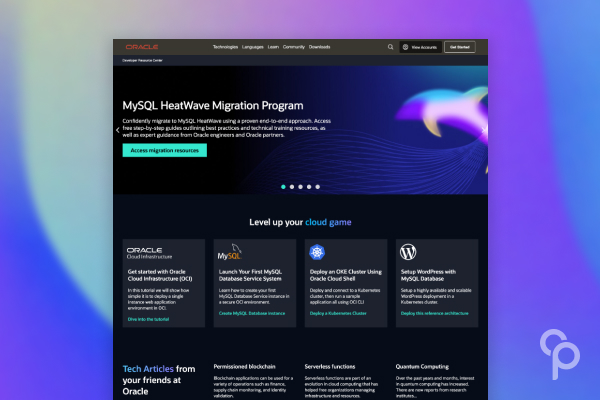 ORACLE
Technologies Languages Learn Community Downloads
View Accounts
Get Started
Developer Resource Center
MySQL HeatWave Migration Program
Confidently migrate to MySQL HeatWave using a proven end-to-end approach. Access
free step-by-step guides outlining best practices and technical training resources, as
well as expert guidance from Oracle engineers and Oracle partners.
Access migration resources
Level up your cloud game
ORACLE
Cloud Infrastructure
Get started with Oracle
Cloud Infrastructure (OCI)
In this tutorial we will show how
simple it is to deploy a single
instance web application
environment in OCI.
Dive into the tutorial
MySQL
Launch Your First MySQL
Database Service System
Learn how to create your first
MySQL Database Service instance in
a secure OCI environment.
Create MySQL Database instance
Deploy an OKE Cluster Using
Oracle Cloud Shell
Deploy and connect to a Kubernetes
cluster, then run a sample
application all using OCI CLI
Deploy a Kubernetes Cluster
Setup WordPress with
MySQL Database
Setup a highly available and scalable
WordPress deployment in a
Kubernetes cluster.
Deploy this reference architecture
Tech Articles from
your friends at
Oracle
Permissioned blockchain
Blockchain applications can be used for a
variety of operations such as finance,
supply chain monitoring, and identity
validation.
Serverless functions
Serverless functions are part of an
evolution in cloud computing that has
helped free organizations managing
infrastructure and resources.
Quantum Computing
Over the past years and months, Interest
in quantum computing has increased.
There are new reports from research
institutes...